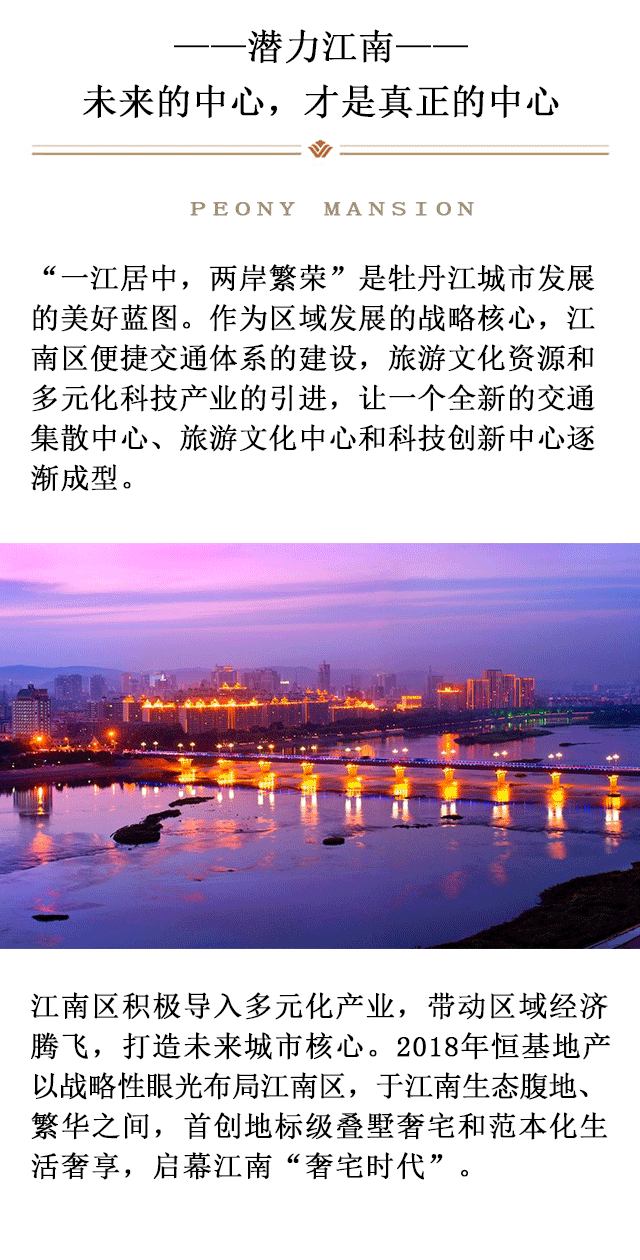 ——潜力江南——
未来的中心，才是真正的中心
PEONY MANSION
“一江居中，两岸繁荣”是牡丹江城市发展
的美好蓝图。作为区域发展的战略核心，江
南区便捷交通体系的建设，旅游文化资源和
多元化科技产业的引进，让一个全新的交通
集散中心、旅游文化中心和科技创新中心逐
渐成型。
江南区积极导入多元化产业，带动区域经济
腾飞，打造未来城市核心。2018年恒基地产
以战略性眼光布局江南区，于江南生态腹地、
繁华之间，首创地标级叠墅奢宅和范本化生
活奢享，启幕江南“奢宅时代”。